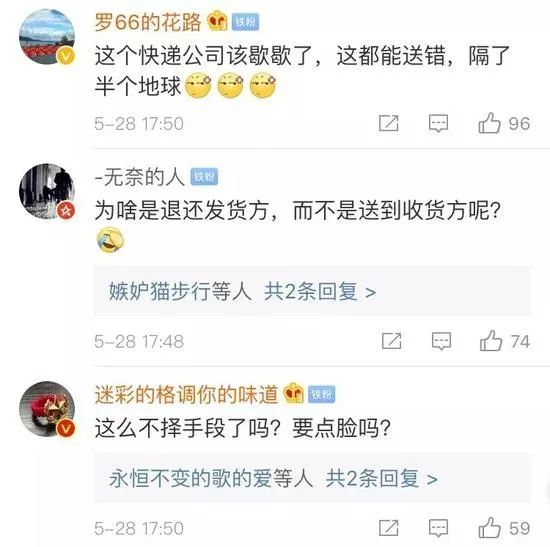 罗66的花路 铁粉
这个快递公司该歇歇了，这都能送错，隔了
半个地球
5-28 17:50 96
-无奈的人 铁粉
为啥是退还发货方，而不是送到收货方呢？
嫉妒猫步行等人 共2条回复 >
5-28 17:48 74
迷彩的格调你的味道 铁粉
这么不择手段了吗？要点脸吗？
永恒不变的歌的爱等人 共2条回复 >
5-28 17:50 59